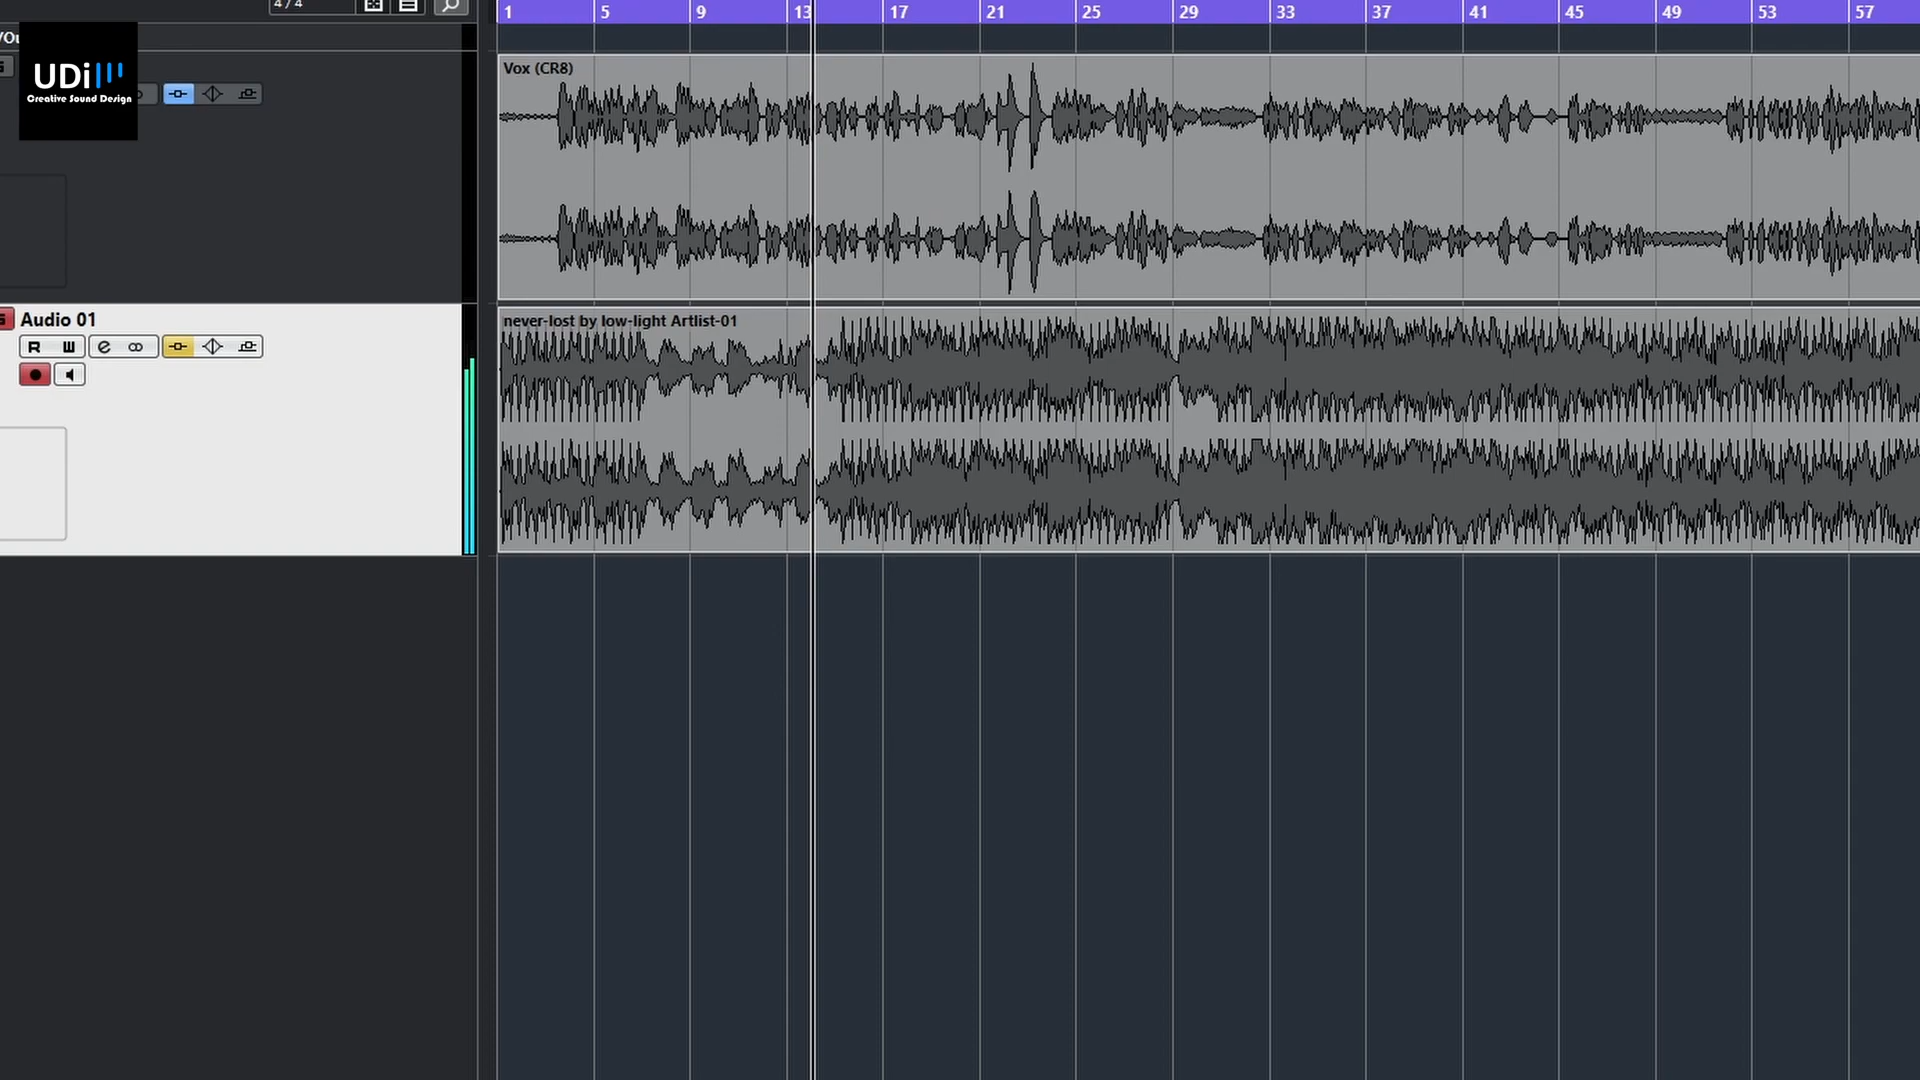 4 / 4
1 5 9 13 17 21 25 29 33 37 41 45 49 53 57
UDi
Creative Sound Design
Vox (CR8)
Audio 01
never-lost by low-light Artlist-01
R W e